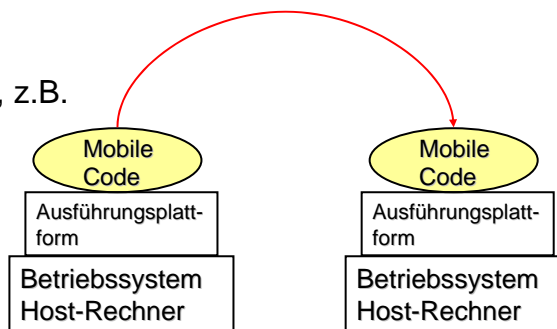 , z.B.
Mobile
Code
Ausführungsplatt-
form
Betriebssystem
Host-Rechner
Mobile
Code
Ausführungsplatt-
form
Betriebssystem
Host-Rechner